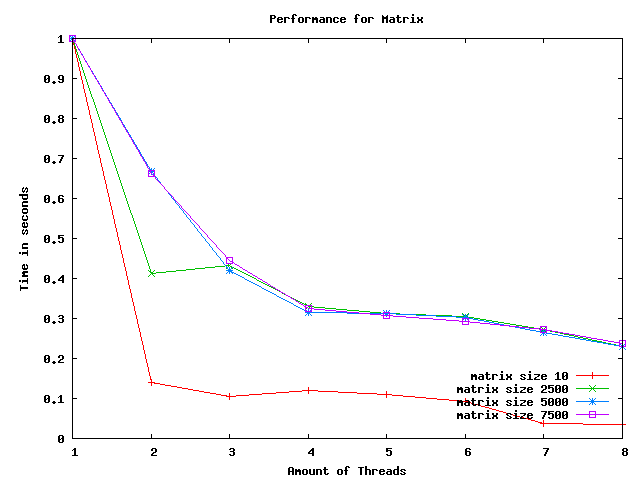 Performance for Matrix
1
0.9
0.8
0.7
0.6
0.5
0.4
0.3
0.2
0.1
0
Time in seconds
matrix size 10
matrix size 2500
matrix size 5000
matrix size 7500
1 2 3 4 5 6 7 8
Amount of Threads